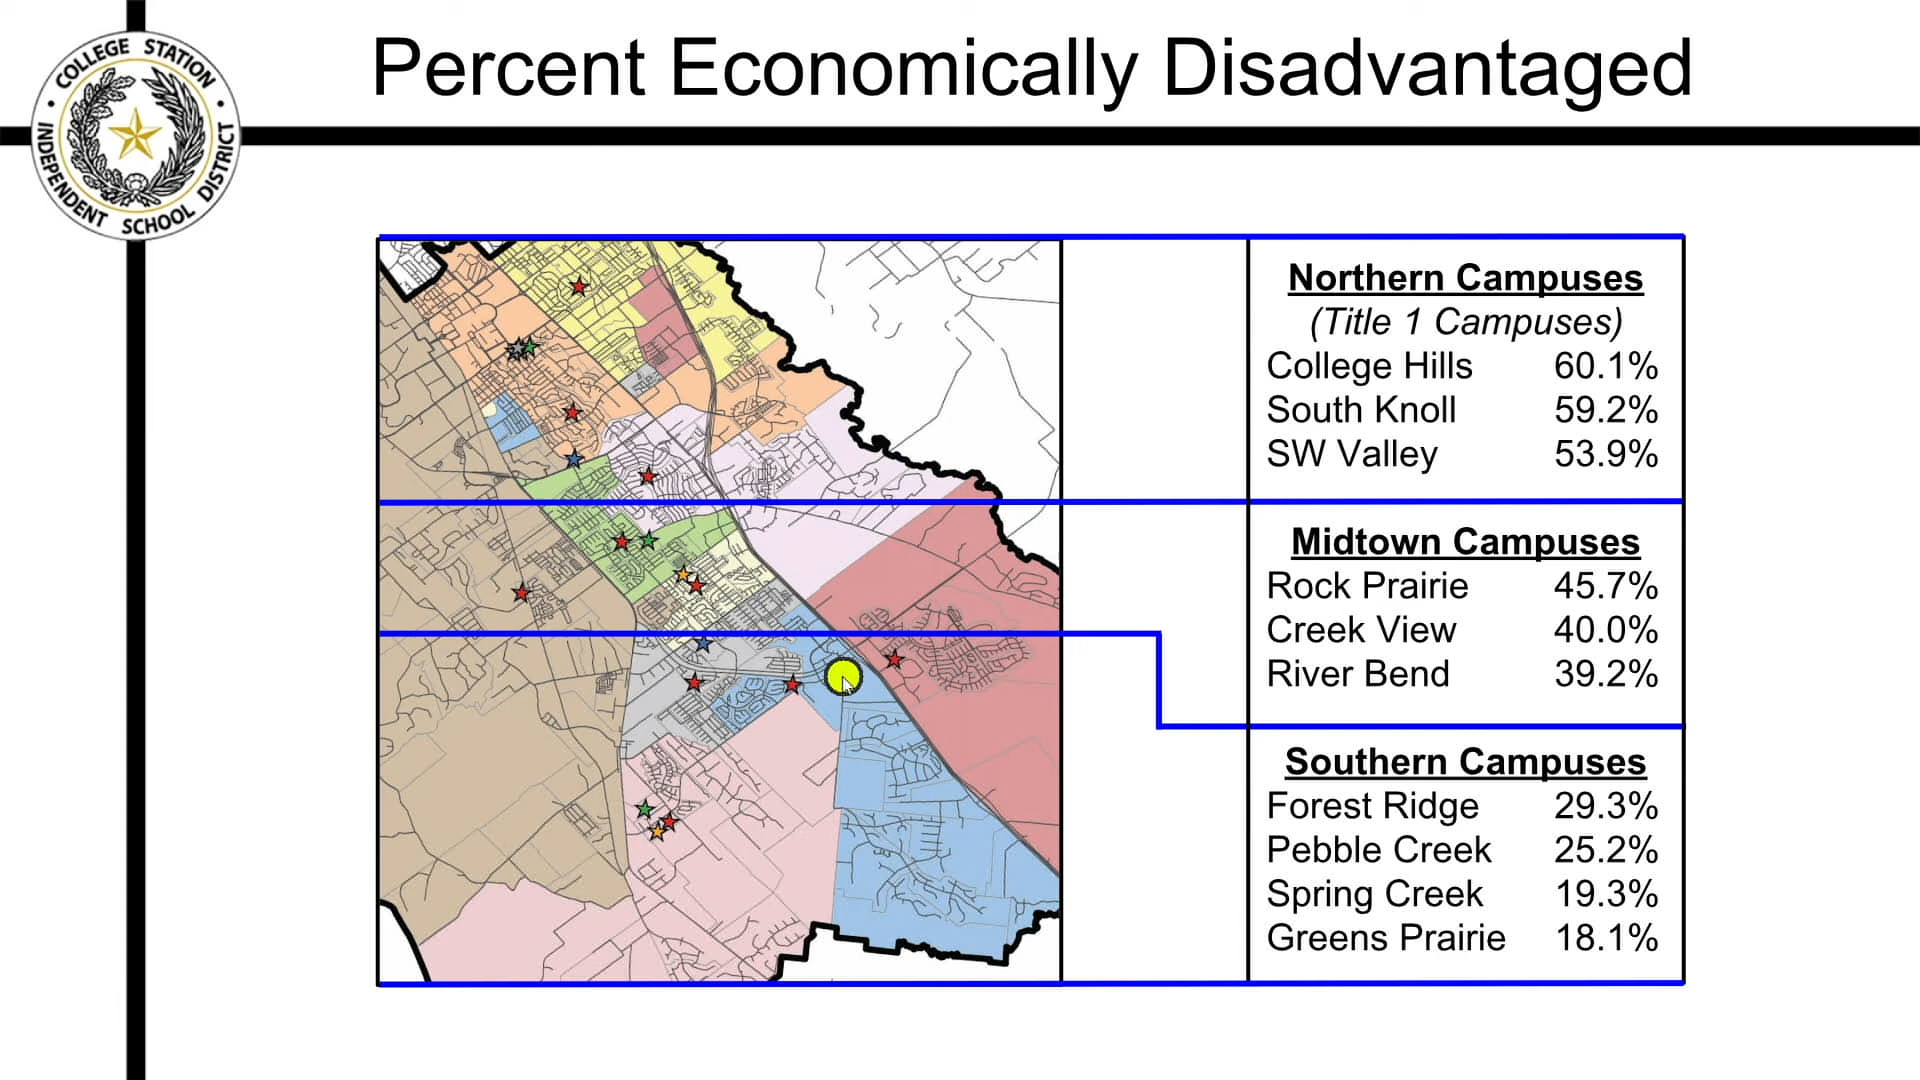 Percent Economically Disadvantaged
COLLEGE STATION
INDEPENDENT SCHOOL DISTRICT
Northern Campuses
(Title 1 Campuses)
College Hills 60.1%
South Knoll 59.2%
SW Valley 53.9%
Midtown Campuses
Rock Prairie 45.7%
Creek View 40.0%
River Bend 39.2%
Southern Campuses
Forest Ridge 29.3%
Pebble Creek 25.2%
Spring Creek 19.3%
Greens Prairie 18.1%